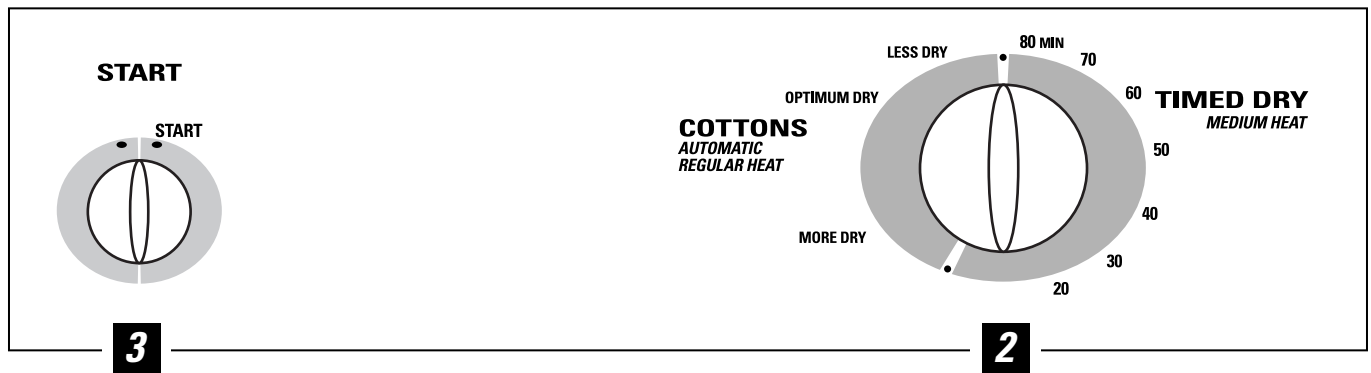 START
START
3
LESS DRY
OPTIMUM DRY
COTTONS
AUTOMATIC
REGULAR HEAT
MORE DRY
80 MIN
70
60
TIMED DRY
MEDIUM HEAT
50
40
30
20
2